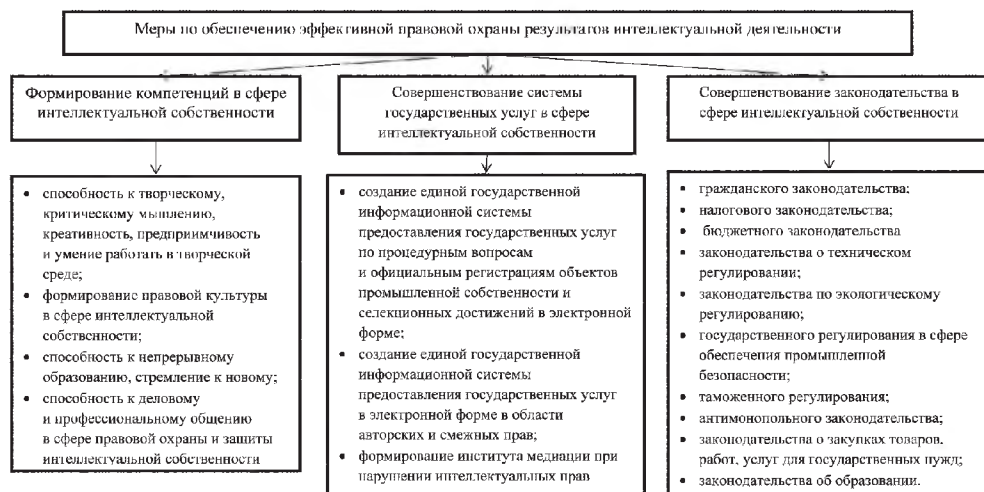 Меры по обеспечению эффективной правовой охраны результатов интеллектуальной деятельности
Формирование компетенций в сфере
интеллектуальной собственности
Совершенствование системы
государственных услуг в сфере
интеллектуальной собственности
Совершенствование законодательства в
сфере интеллектуальной собственности
• способность к творческому,
критическому мышлению,
креативность, предприимчивость
и умение работать в творческой
среде;
• формирование правовой культуры
в сфере интеллектуальной
собственности;
• способность к непрерывному
образованию, стремление к новому;
• способность к деловому
и профессиональному общению
в сфере правовой охраны и защиты
интеллектуальной собственности
• создание единой государственной
информационной системы
предоставления государственных услуг
по процедурным вопросам
и официальным регистрациям объектов
промышленной собственности и
селекционных достижений в электронной
форме;
• создание единой государственной
информационной системы
предоставления государственных услуг
в электронной форме в области
авторских и смежных прав;
• формирование института медиации при
нарушении интеллектуальных прав
• гражданского законодательства;
• налогового законодательства;
• бюджетного законодательства
• законодательства о техническом
регулировании;
• законодательства по экологическому
регулированию;
• государственного регулирования в сфере
обеспечения промышленной
безопасности;
• таможенного регулирования;
• антимонопольного законодательства;
• законодательства о закупках товаров,
работ, услуг для государственных нужд;
• законодательства об образовании.